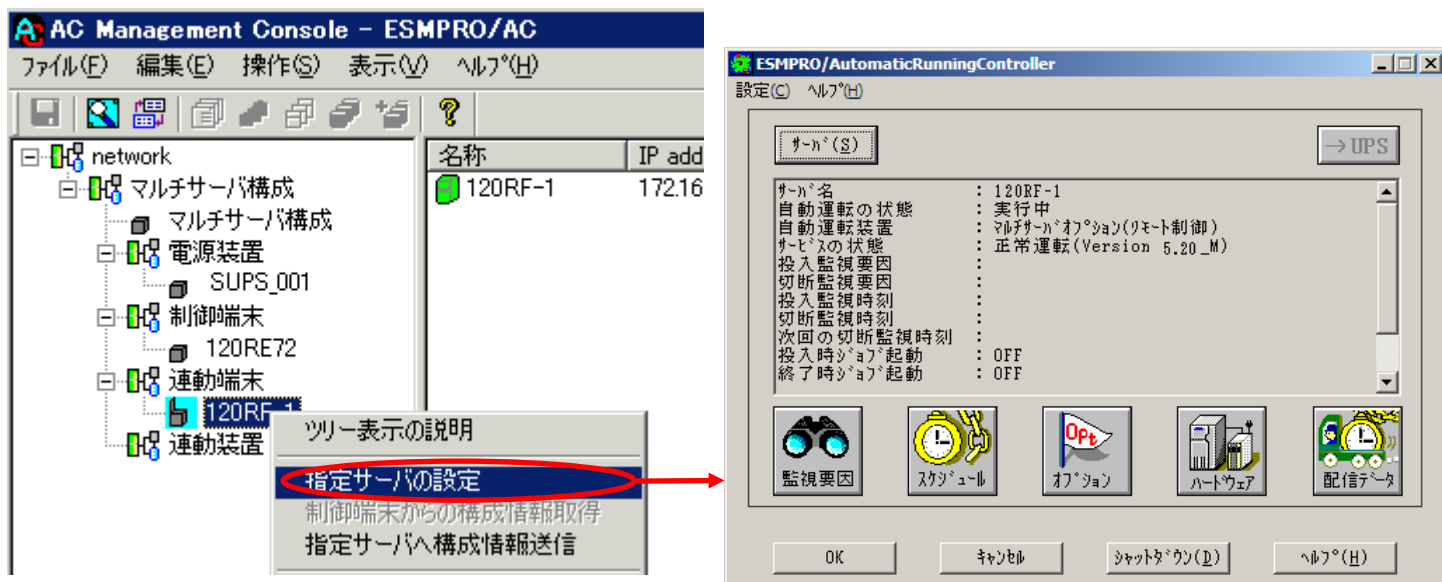 AC Management Console - ESMPRO/AC
ファイル(F) 編集(E) 操作(S) 表示(V) ヘルプ(H)
network
マルチサーバ構成
マルチサーバ構成
電源装置
SUPS_001
制御端末
120RE72
連動端末
120RF-1
連動装置
名称 IP add
120RF-1 172.16
ツリー表示の説明
指定サーバの設定
制御端末からの構成情報取得
指定サーバへ構成情報送信
ESMPRO/AutomaticRunningController
設定(C) ヘルプ(H)
サーバ(S) →UPS
サーバ名 : 120RF-1
自動運転の状態 : 実行中
自動運転装置 : マルチサーバオプション(リモート制御)
サービスの状態 : 正常運転(Version 5.20_M)
投入監視要因 :
切断監視要因 :
投入監視時刻 :
切断監視時刻 :
次回の切断監視時刻 :
投入時ジョブ起動 : OFF
終了時ジョブ起動 : OFF
Opt
監視要因 スケジュール オプション ハードウェア 配信データ
OK キャンセル シャットダウン(D) ヘルプ(H)